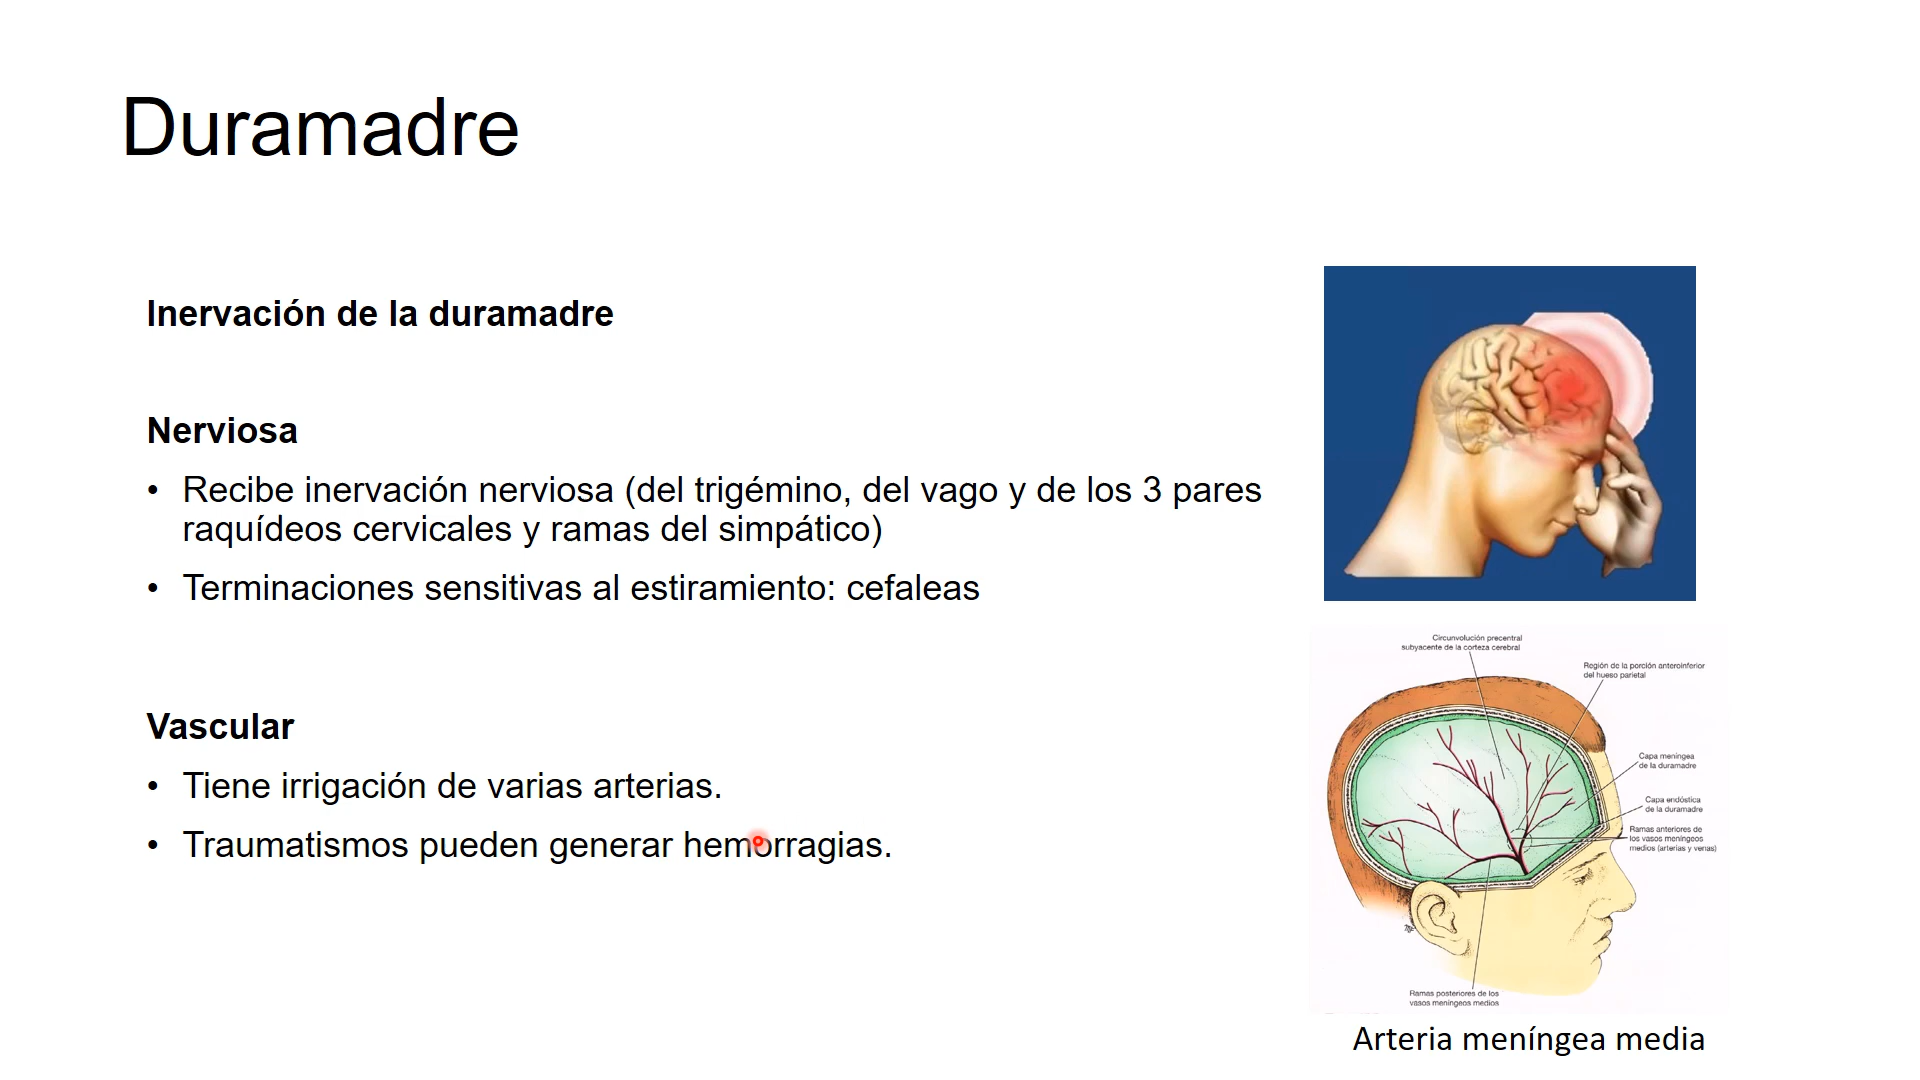 Duramadre
Inervación de la duramadre
Nerviosa
• Recibe inervación nerviosa (del trigémino, del vago y de los 3 pares
raquídeos cervicales y ramas del simpático)
• Terminaciones sensitivas al estiramiento: cefaleas
Vascular
• Tiene irrigación de varias arterias.
• Traumatismos pueden generar hemorragias.
Circunvolución precentral
subyacente de la corteza cerebral
Región de la porción anteroinferior
del hueso parietal
Capa meníngea
de la duramadre
Capa endóstica
de la duramadre
Ramas anteriores de
los vasos meníngeos
medios (arterias y venas)
Ramas posteriores de los
vasos meníngeos medios
Arteria meníngea media